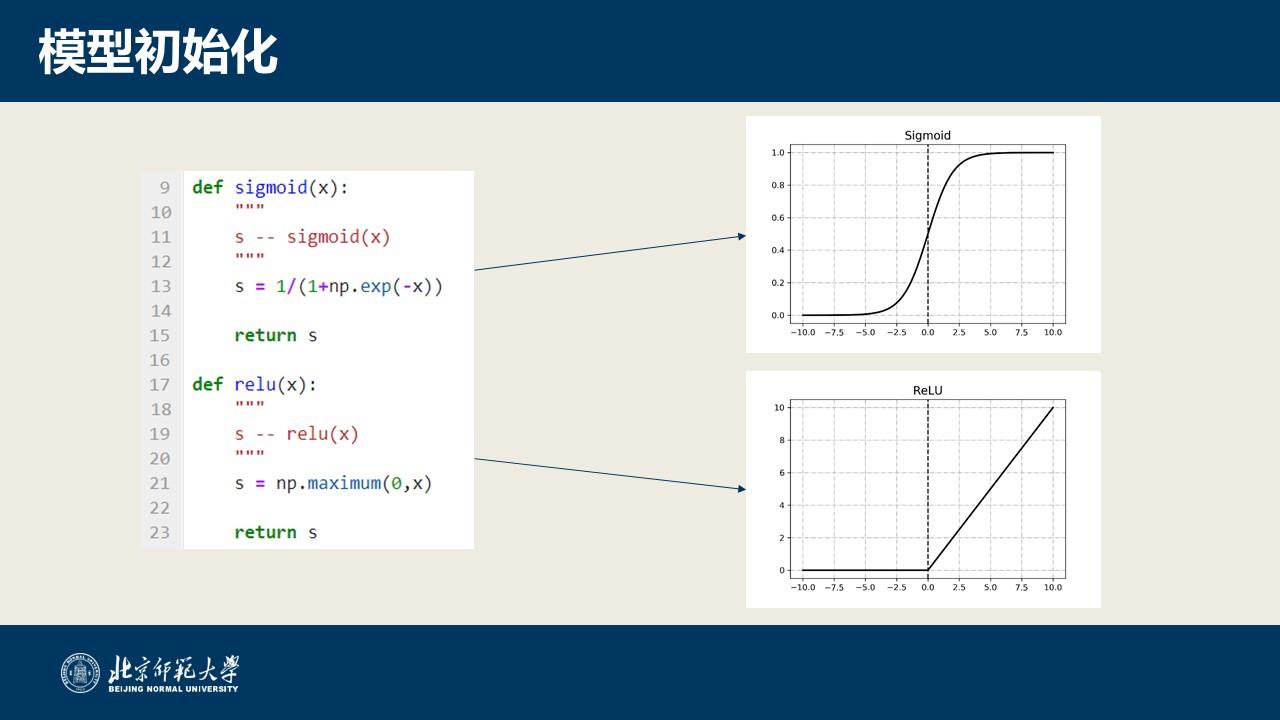 模型初始化
9 def sigmoid(x):
10 """
11 s -- sigmoid(x)
12 """
13 s = 1/(1+np.exp(-x))
14
15 return s
16
17 def relu(x):
18 """
19 s -- relu(x)
20 """
21 s = np.maximum(0,x)
22
23 return s
Sigmoid
1.0
0.8
0.6
0.4
0.2
0.0
−10.0 −7.5 −5.0 −2.5 0.0 2.5 5.0 7.5 10.0
ReLU
10
8
6
4
2
0
−10.0 −7.5 −5.0 −2.5 0.0 2.5 5.0 7.5 10.0
北京师范大学
BEIJING NORMAL UNIVERSITY